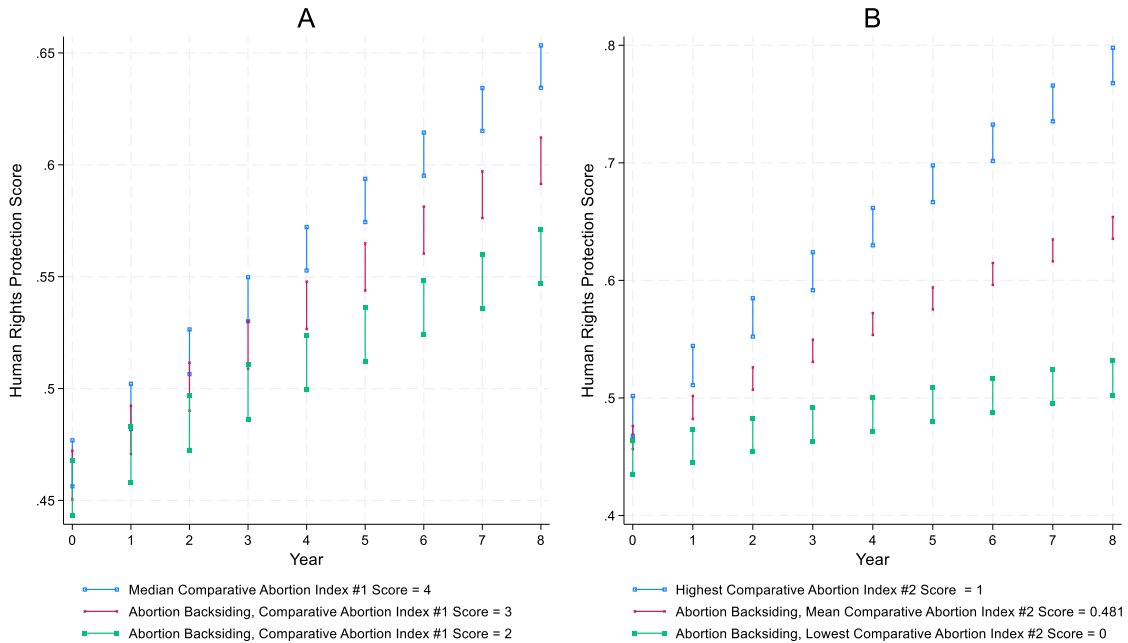 A
B
.65
.6
.55
.5
.45
Human Rights Protection Score
0 1 2 3 4 5 6 7 8
Year
.8
.7
.6
.5
.4
Human Rights Protection Score
0 1 2 3 4 5 6 7 8
Year
Median Comparative Abortion Index #1 Score = 4
Abortion Backsiding, Comparative Abortion Index #1 Score = 3
Abortion Backsiding, Comparative Abortion Index #1 Score = 2
Highest Comparative Abortion Index #2 Score = 1
Abortion Backsiding, Mean Comparative Abortion Index #2 Score = 0.481
Abortion Backsiding, Lowest Comparative Abortion Index #2 Score = 0